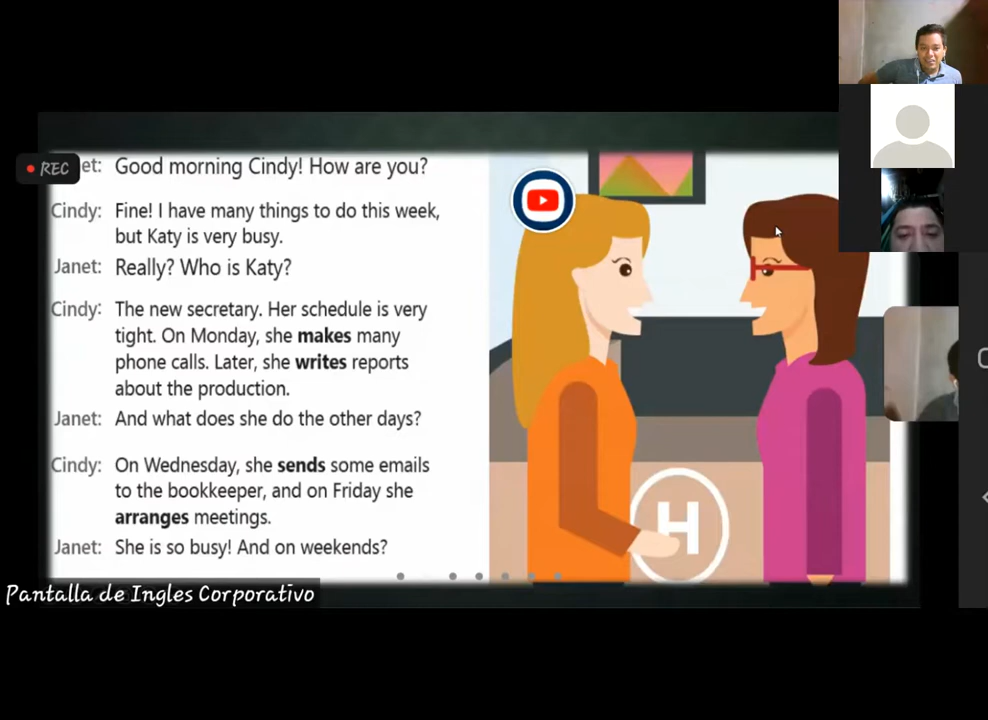 REC
et: Good morning Cindy! How are you?
Cindy: Fine! I have many things to do this week,
but Katy is very busy.
Janet: Really? Who is Katy?
Cindy: The new secretary. Her schedule is very
tight. On Monday, she makes many
phone calls. Later, she writes reports
about the production.
Janet: And what does she do the other days?
Cindy: On Wednesday, she sends some emails
to the bookkeeper, and on Friday she
arranges meetings.
Janet: She is so busy! And on weekends?
H
Pantalla de Ingles Corporativo